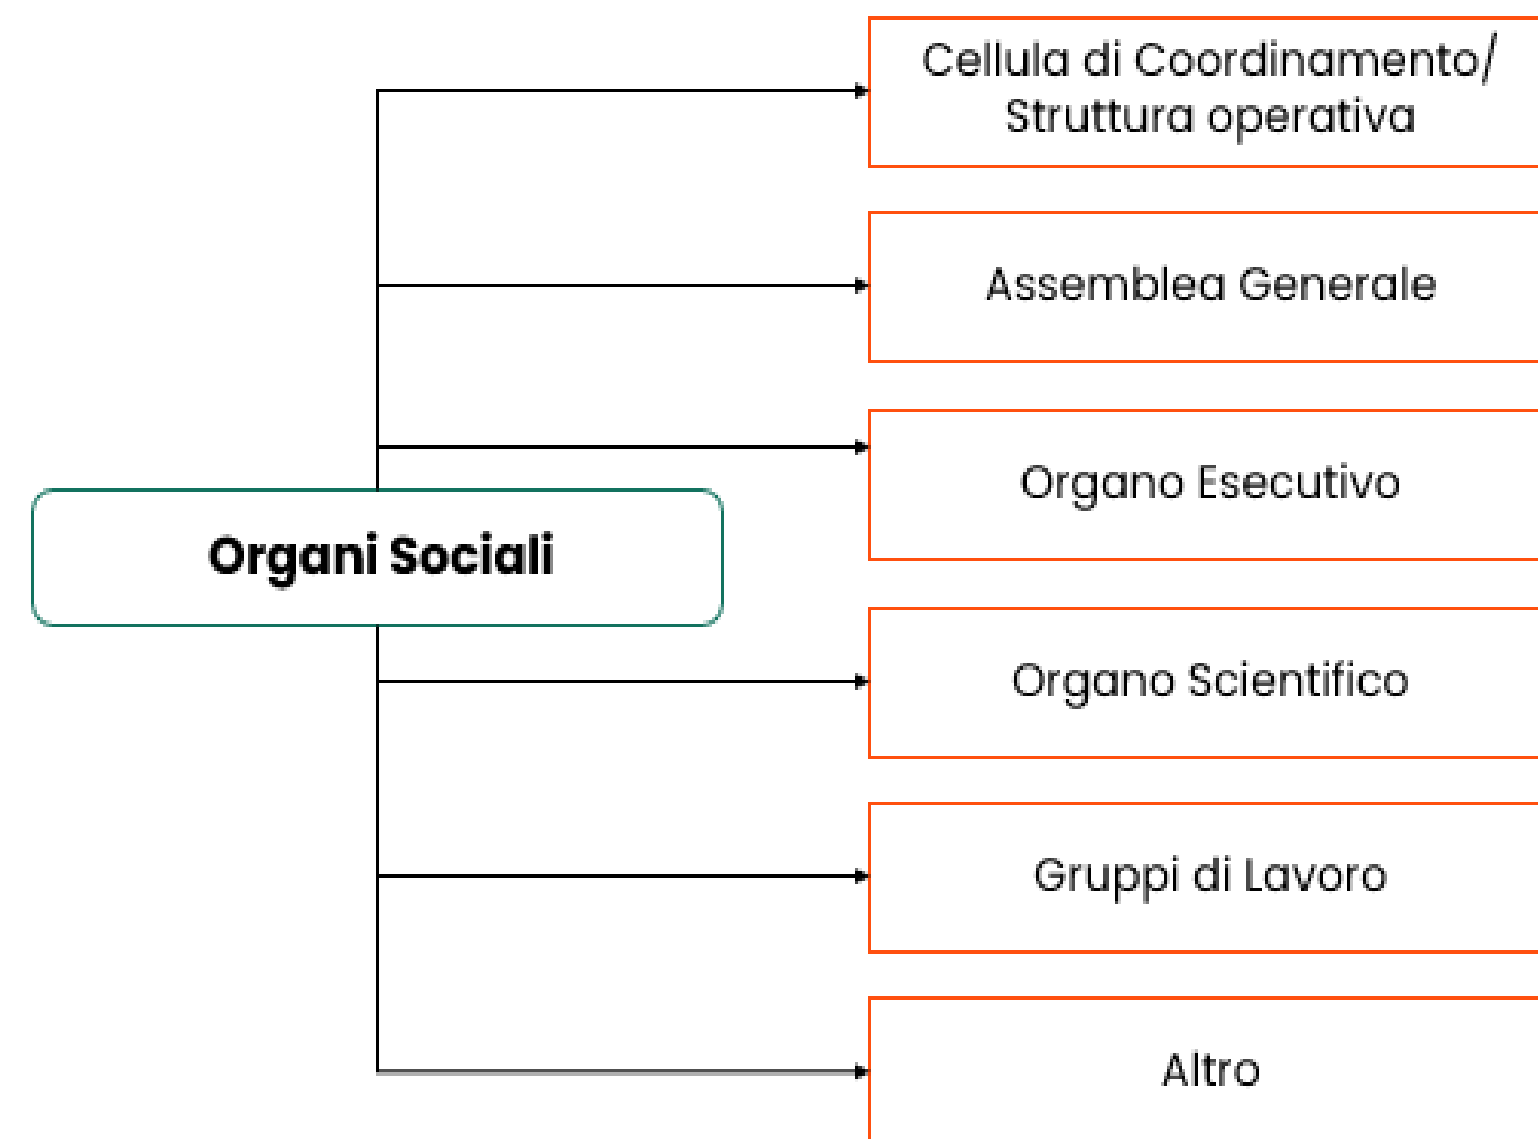 Cellula di Coordinamento/
Struttura operativa
Assemblea Generale
Organo Esecutivo
Organi Sociali
Organo Scientifico
Gruppi di Lavoro
Altro